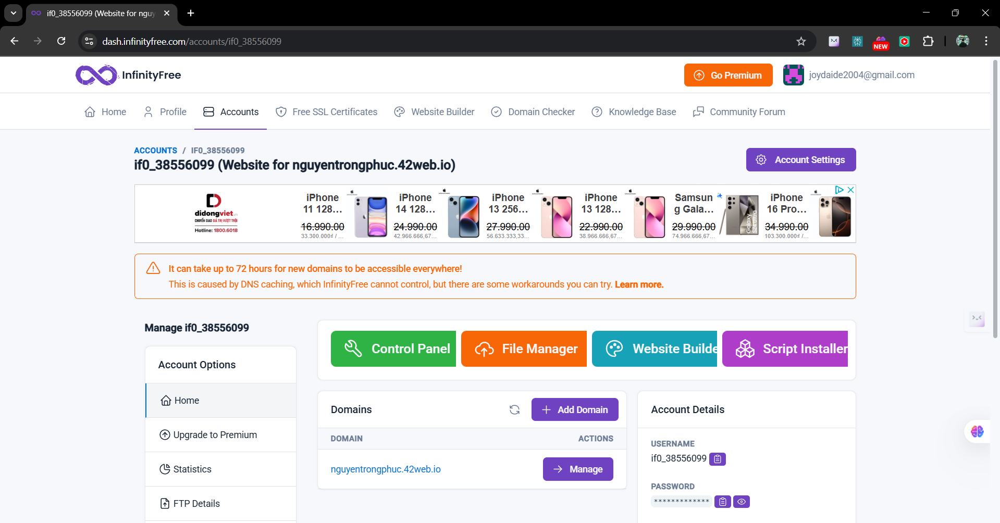 if0_38556099 (Website for nguy
dash.infinityfree.com/accounts/if0_38556099
NEW
InfinityFree
Go Premium
joydaide2004@gmail.com
Home
Profile
Accounts
Free SSL Certificates
Website Builder
Domain Checker
Knowledge Base
Community Forum
ACCOUNTS / IF0_38556099
if0_38556099 (Website for nguyentrongphuc.42web.io)
Account Settings
didongviet.vn
CHUYỂN GIAO GIÁ TRỊ VƯỢT TRỘI
Hotline: 1800.6018
iPhone
11 128...
16.990.00
33.300.000₫ / ...
iPhone
14 128...
24.990.00
42.966.666,67...
iPhone
13 256...
27.990.00
56.633.333,33...
iPhone
13 128...
22.990.00
38.966.666,67...
Samsun
g Gala...
29.990.00
74.966.666,67...
Galaxy
S24 Ultra
iPhone
16 Pro...
34.990.00
103.300.000₫ /...
It can take up to 72 hours for new domains to be accessible everywhere!
This is caused by DNS caching, which InfinityFree cannot control, but there are some workarounds you can try. Learn more.
Manage if0_38556099
Control Panel
File Manager
Website Builde
Script Installer
Account Options
Home
Upgrade to Premium
Statistics
FTP Details
Domains
Add Domain
DOMAIN
ACTIONS
nguyentrongphuc.42web.io
Manage
Account Details
USERNAME
if0_38556099
PASSWORD
*************